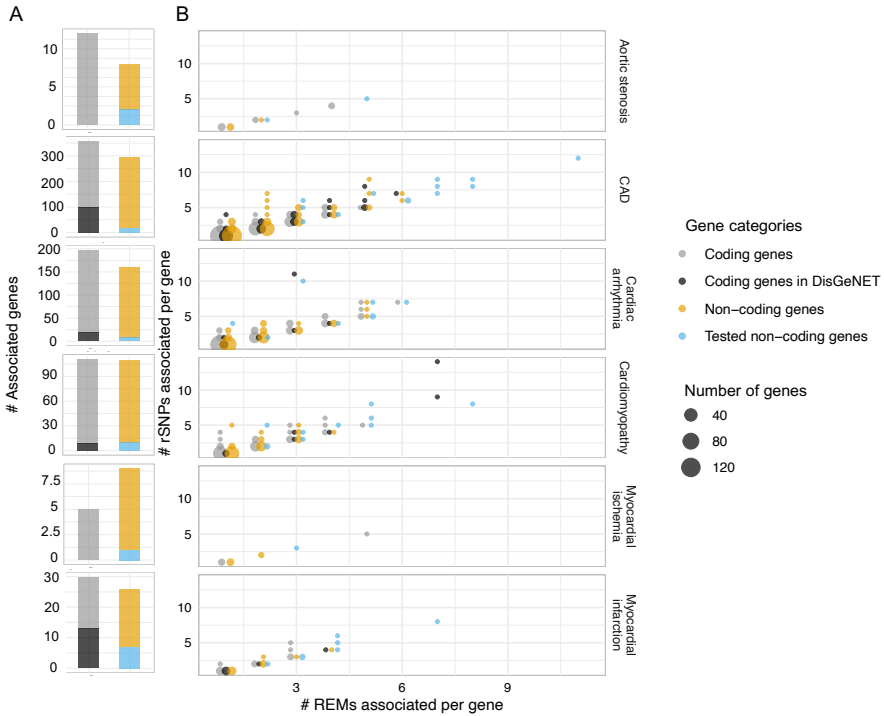 A
B
# Associated genes
10
5
0
300
200
100
0
200
150
100
50
0
90
60
30
0
7.5
5
2.5
0
30
20
10
0
# rSNPs associated per gene
10
5
Aortic stenosis
10
5
CAD
10
5
Cardiac
arrhythmia
10
5
Cardiomyopathy
10
5
Myocardial
ischemia
10
5
Myocardial
infarction
3
6
9
# REMs associated per gene
Gene categories
Coding genes
Coding genes in DisGeNET
Non−coding genes
Tested non−coding genes
Number of genes
40
80
120